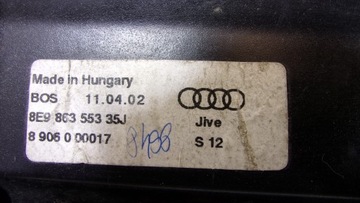 Made in Hungary
BOS 11.04.02
8E9 863 553 35J
Jive
8 906 0 00017
S 12